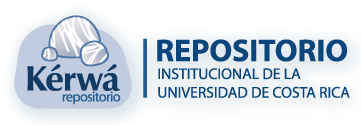 Kérwá
repositorio
REPOSITORIO
INSTITUCIONAL DE LA
UNIVERSIDAD DE COSTA RICA